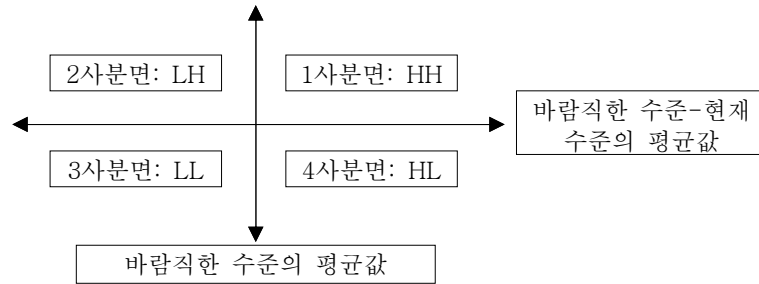 2사분면: LH
1사분면: HH
바람직한 수준-현재
수준의 평균값
3사분면: LL
4사분면: HL
바람직한 수준의 평균값